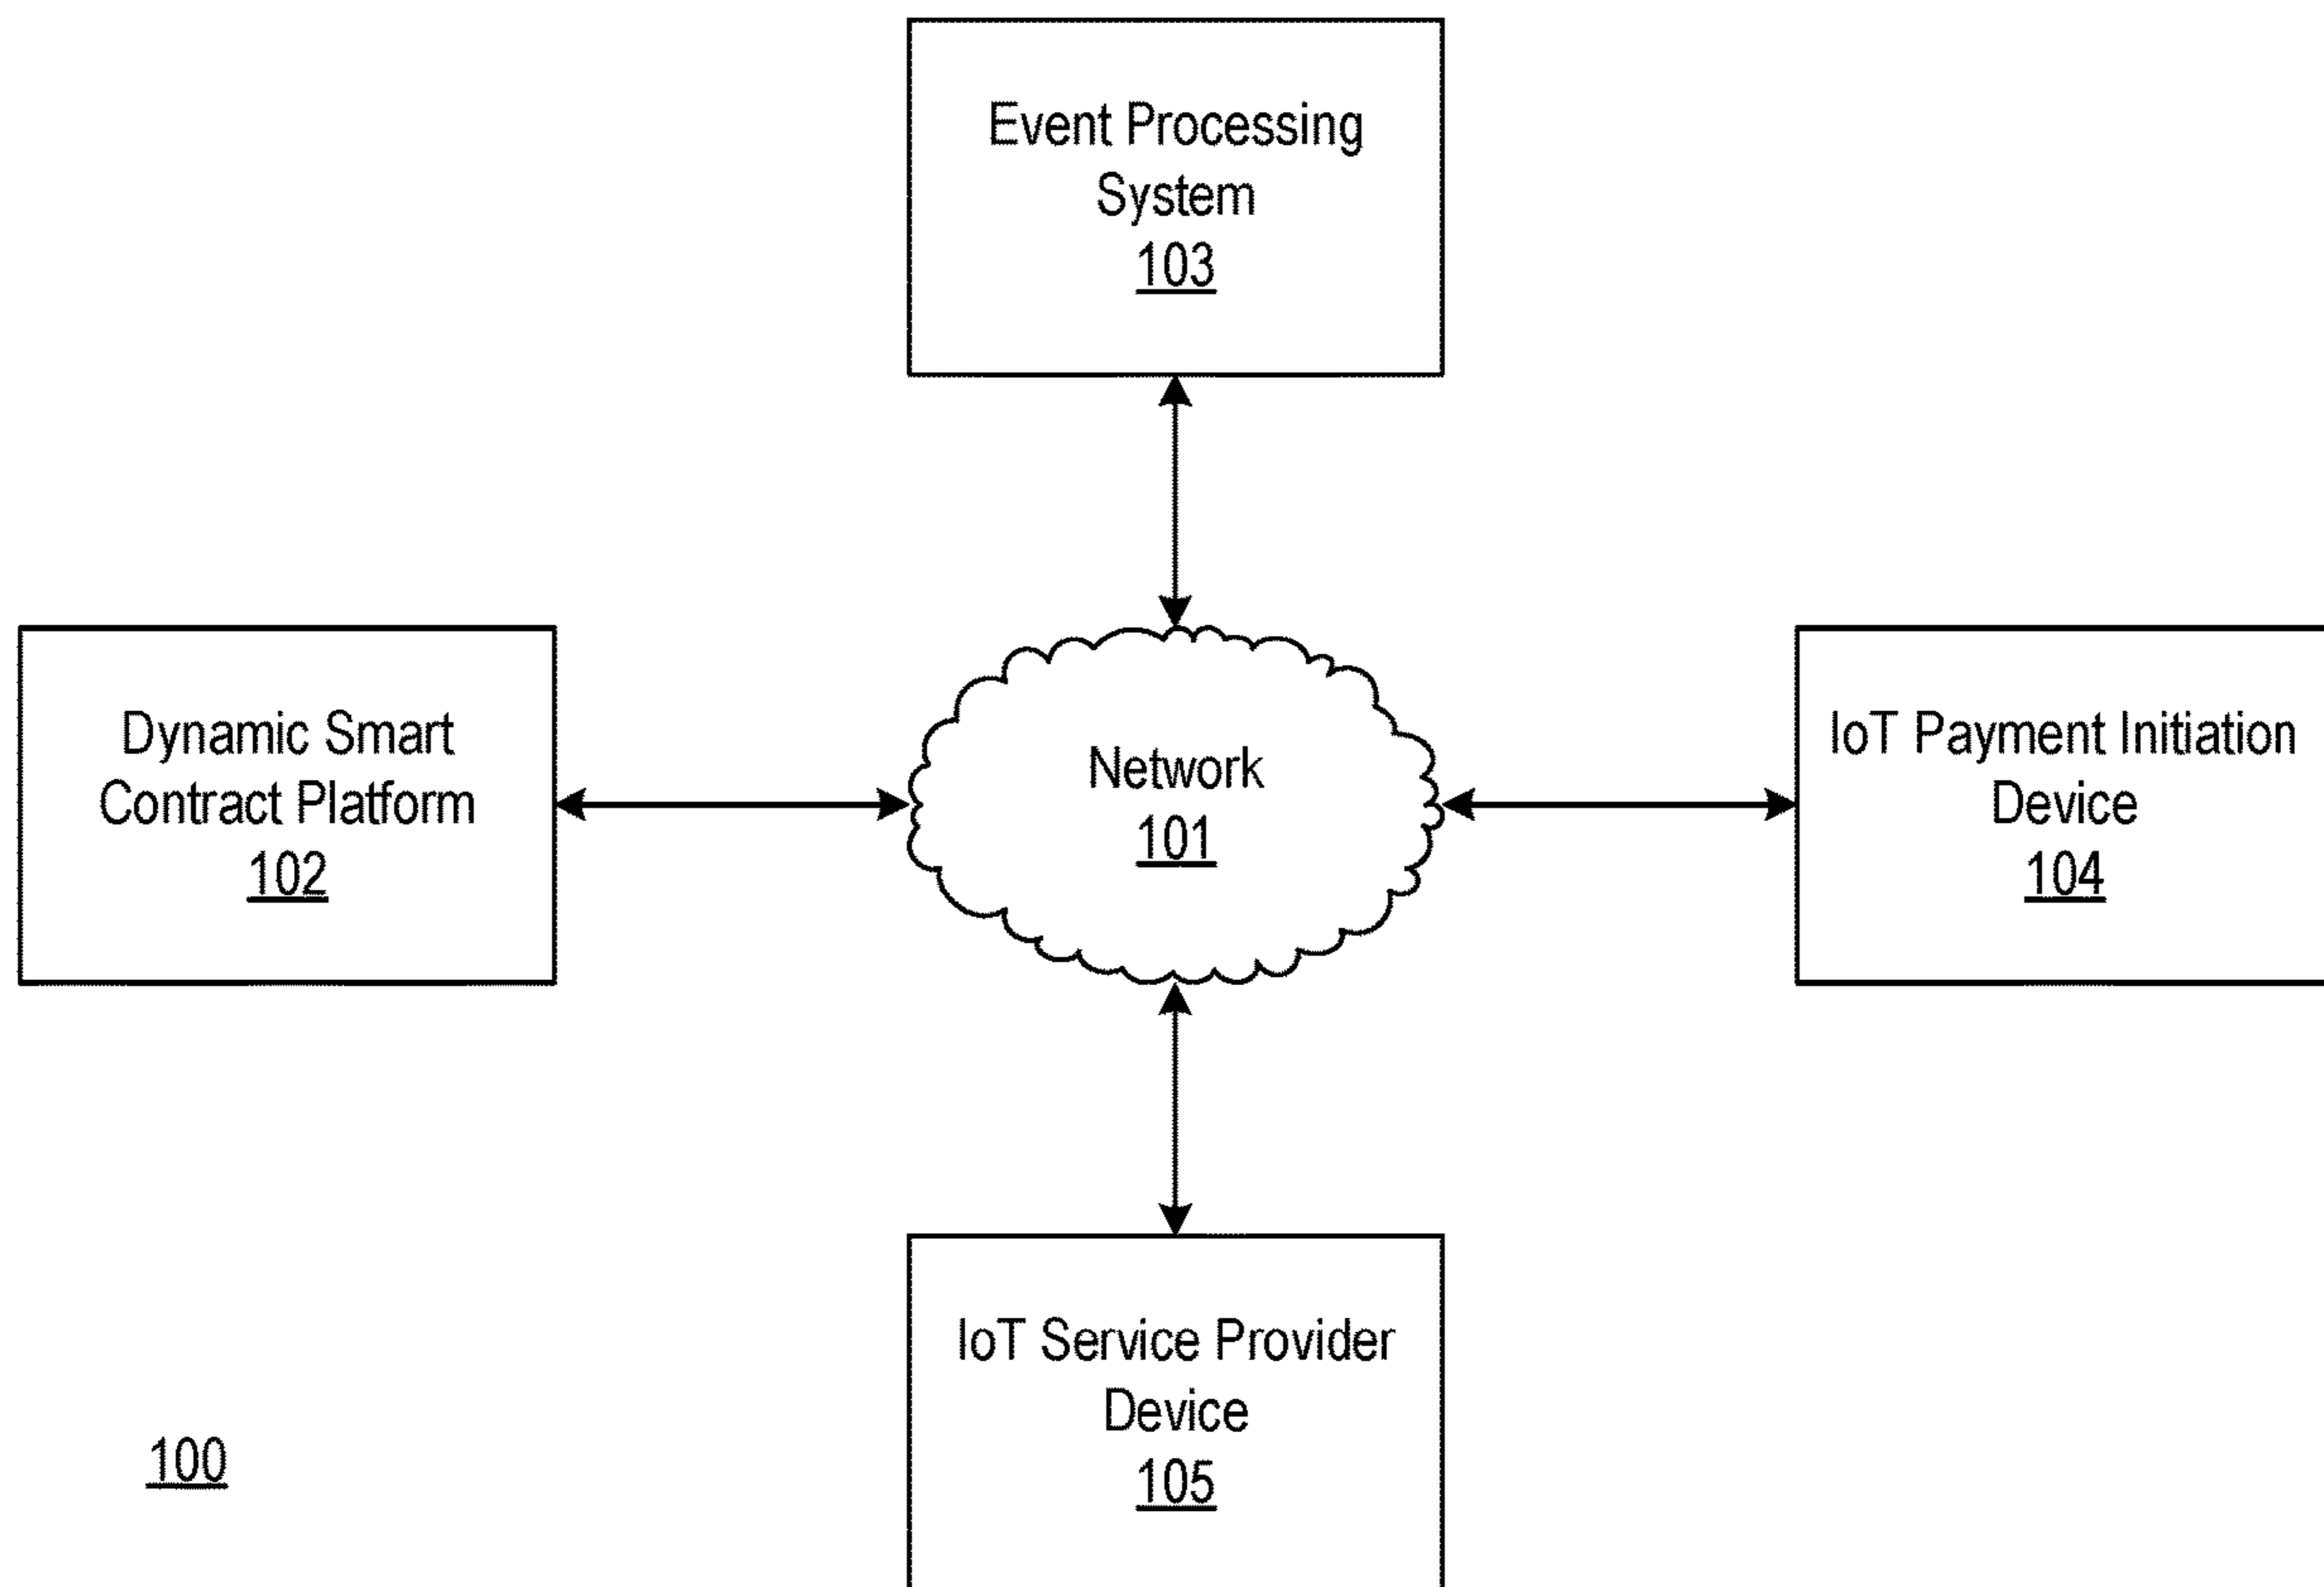 Event Processing
System
103
Dynamic Smart
Contract Platform
102
Network
101
IoT Payment Initiation
Device
104
IoT Service Provider
Device
105
100